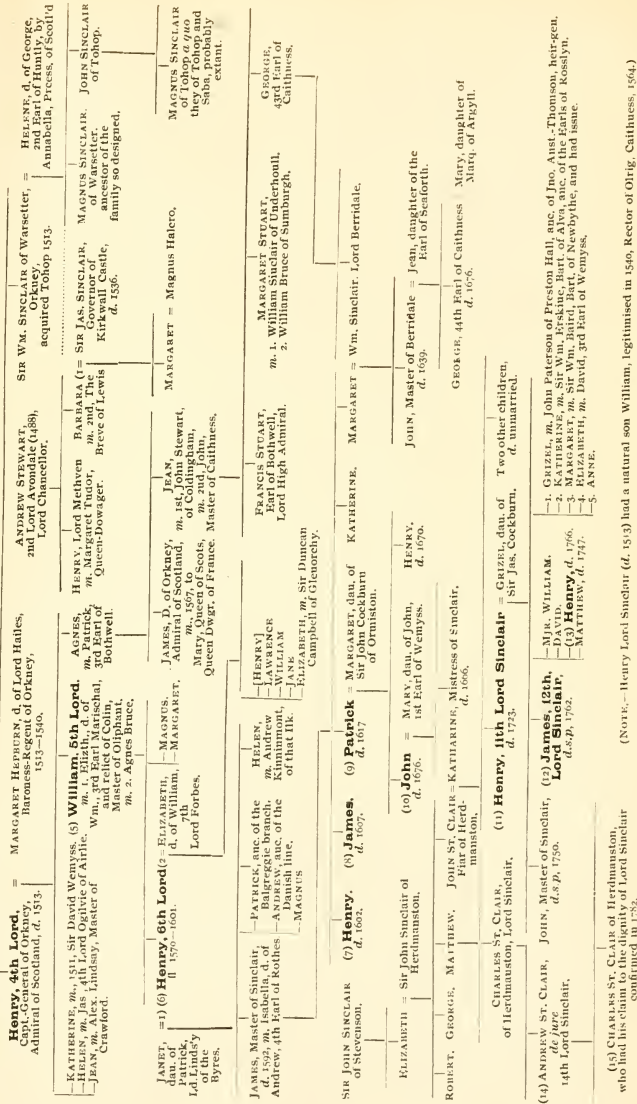 Henry, 4th Lord,
Capt.-General of Orkney,
Admiral of Scotland, d. 1513.
=
MARGARET HEPBURN, d. of Lord Hailes,
Baroness-Regent of Orkney,
1513—1540.
ANDREW STEWART,
2nd Lord Avondale (1488),
Lord Chancellor.
SIR WM. SINCLAIR of Warsetter,
Orkney,
acquired Tohop 1513.
=
HELENE, d. of George,
2nd Earl of Huntly, by
Annabella, Prcess, of Scotl'd
KATHERINE, m., 1511, Sir David Wemyss.
HELEN, m. Jas., 4th Lord Ogilvie of Airlie.
JEAN, m. Alex. Lindsay, Master of
Crawford.
(5) William, 5th Lord.
m. 1. Elizth, d. of
Wm., 3rd Earl Marischal,
and relict of Colin,
Master of Oliphant.
m. 2. Agnes Bruce,
AGNES,
m. Patrick,
3rd Earl of
Bothwell.
HENRY, Lord Methven
m. Margaret Tudor,
Queen-Dowager.
BARBARA (1 =
m. 2nd, The
Breve of Lewis
SIR JAS. SINCLAIR,
Governor of
Kirkwall Castle,
d. 1536.
MAGNUS SINCLAIR.
of Warsetter.
ancestor of the
family so designed,
JOHN SINCLAIR
of Tohop.
JANET,
dau. of
Patrick,
Ld.Linds'y
of the
Byres.
=1) (6) Henry, 6th Lord(2 =
fl 1570—1601.
ELIZABETH,
d. of William,
7th
Lord Forbes.
MAGNUS.
MARGARET,
JAMES, D. of Orkney,
Admiral of Scotland,
m., 1567, to
Mary, Queen of Scots,
Queen Dwgr. of France.
JEAN,
m. 1st, John Stewart,
of Coldingham,
m. 2nd, John,
Master of Caithness,
MARGARET = Magnus Halcro,
MAGNUS SINCLAIR
of Tohop a quo
they of Tohop and
Saba, probably
extant.
JAMES, Master of Sinclair,
d. 1592, m. Isabella, d. of
Andrew, 4th Earl of Rothes
PATRICK, anc. of the
Balgreggie branch.
ANDREW, anc. of the
Danish line.
MAGNUS
HELEN,
m. Andrew
Kinninmont,
of that Ilk.
[HENRY]
LAWRENCE
WILLIAM
JANE
ELIZABETH, m. Sir Duncan
Campbell of Glenorchy.
FRANCIS STUART,
Earl of Bothwell,
Lord High Admiral.
MARGARET STUART,
m. 1. William Sinclair of Underhoull,
2. William Bruce of Sumburgh,
GEORGE,
43rd Earl of
Caithness,
SIR JOHN SINCLAIR
of Stevenson.
(7) Henry.
d. 1602.
(8) James.
d. 1607.
(9) Patrick =
d. 1617
MARGARET, dau. of
Sir John Cockburn
of Ormiston.
KATHERINE,
MARGARET = Wm. Sinclair. Lord Berridale,
ELIZABETH = Sir John Sinclair of
Herdmanston.
(10) John =
d. 1676.
MARY, dau. of John,
1st Earl of Wemyss.
HENRY,
d. 1670.
JOHN, Master of Berridale = Jean, daughter of the
d. 1639. Earl of Seaforth.
ROBERT, GEORGE, MATTHEW,
JOHN ST. CLAIR =
Fiar of Herd-
manston,
KATHARINE, Mistress of Sinclair,
d. 1666,
GEORGE, 44th Earl of Caithness
d. 1676.
Mary, daughter of
Marq. of Argyll.
CHARLES ST. CLAIR,
of Herdmanston, Lord Sinclair,
(11) Henry, 11th Lord Sinclair =
d. 1723.
GRIZEL, dau. of
Sir Jas. Cockburn,
Two other children,
d. unmarried.
(14) ANDREW ST. CLAIR,
de jure
14th Lord Sinclair,
JOHN, Master of Sinclair,
d.s.p, 1750.
(12) James, 12th,
Lord Sinclair,
d.s.p, 1762.
MJR. WILLIAM.
DAVID.
(13) Henry, d. 1766.
MATTHEW, d. 1747.
1. GRIZEL, m. John Paterson of Preston Hall, anc. of Jno, Anst.-Thomson, heir-gen.
2. KATHERINE, m. Sir Wm, Erskine, Bart. of Alva, anc. of the Earls of Rosslyn.
3. MARGARET, m. Sir Wm, Baird, Bart. of Newbythe, and had issue.
4. ELIZABETH, m. David, 3rd Earl of Wemyss.
5. ANNE.
(15) CHARLES ST. CLAIR of Herdmanston,
who had his claim to the dignity of Lord Sinclair
confirmed in 1782.
(NOTE.—Henry Lord Sinclair (d. 1513) had a natural son William, legitimised in 1540, Rector of Olrig, Caithness, 1564.)